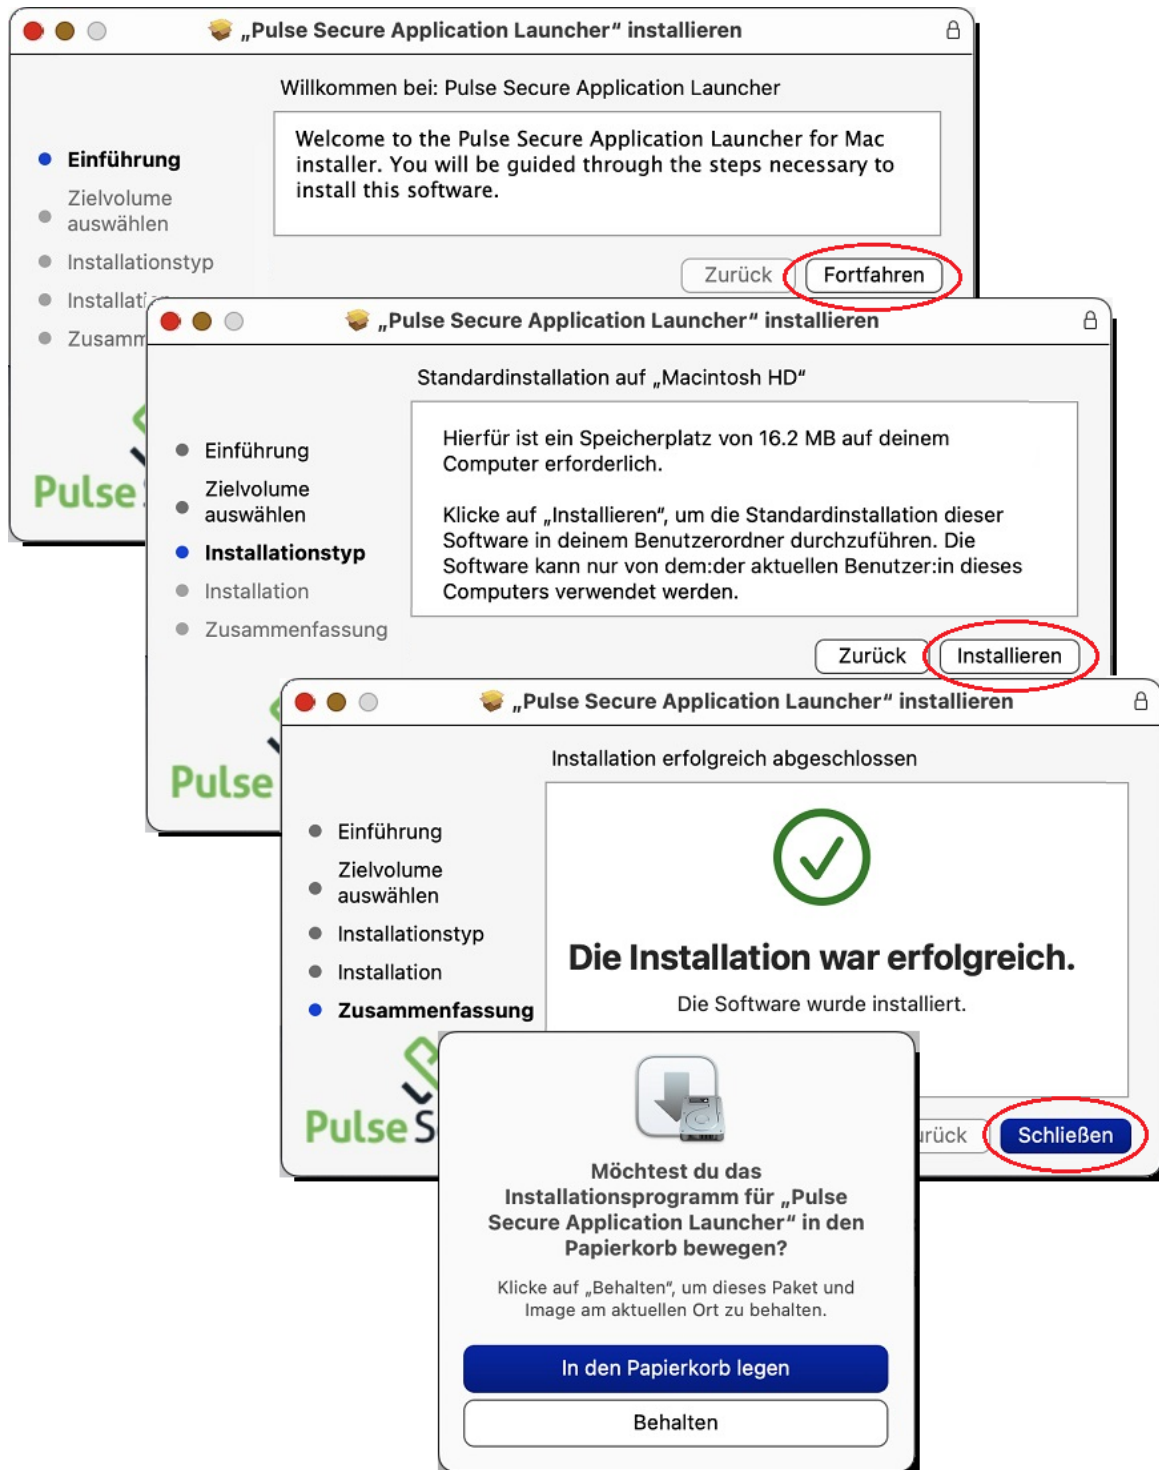 „Pulse Secure Application Launcher“ installieren
Willkommen bei: Pulse Secure Application Launcher
Einführung
Zielvolume
auswählen
Installationstyp
Zusamm
Welcome to the Pulse Secure Application Launcher for Mac
installer. You will be guided through the steps necessary to
install this software.
Zurück
Fortfahren
Pulse
„Pulse Secure Application Launcher“ installieren
Standardinstallation auf „Macintosh HD“
Einführung
Zielvolume
auswählen
Installationstyp
Installation
Zusammenfassung
Hierfür ist ein Speicherplatz von 16.2 MB auf deinem
Computer erforderlich.
Klicke auf „Installieren“, um die Standardinstallation dieser
Software in deinem Benutzerordner durchzuführen. Die
Software kann nur von dem:der aktuellen Benutzer:in dieses
Computers verwendet werden.
Zurück
Installieren
Pulse
„Pulse Secure Application Launcher“ installieren
Installation erfolgreich abgeschlossen
Einführung
Zielvolume
auswählen
Installationstyp
Installation
Zusammenfassung
Die Installation war erfolgreich.
Die Software wurde installiert.
Pulse S
urück
Schließen
Möchtest du das
Installationsprogramm für „Pulse
Secure Application Launcher“ in den
Papierkorb bewegen?
Klicke auf „Behalten“, um dieses Paket und
Image am aktuellen Ort zu behalten.
In den Papierkorb legen
Behalten